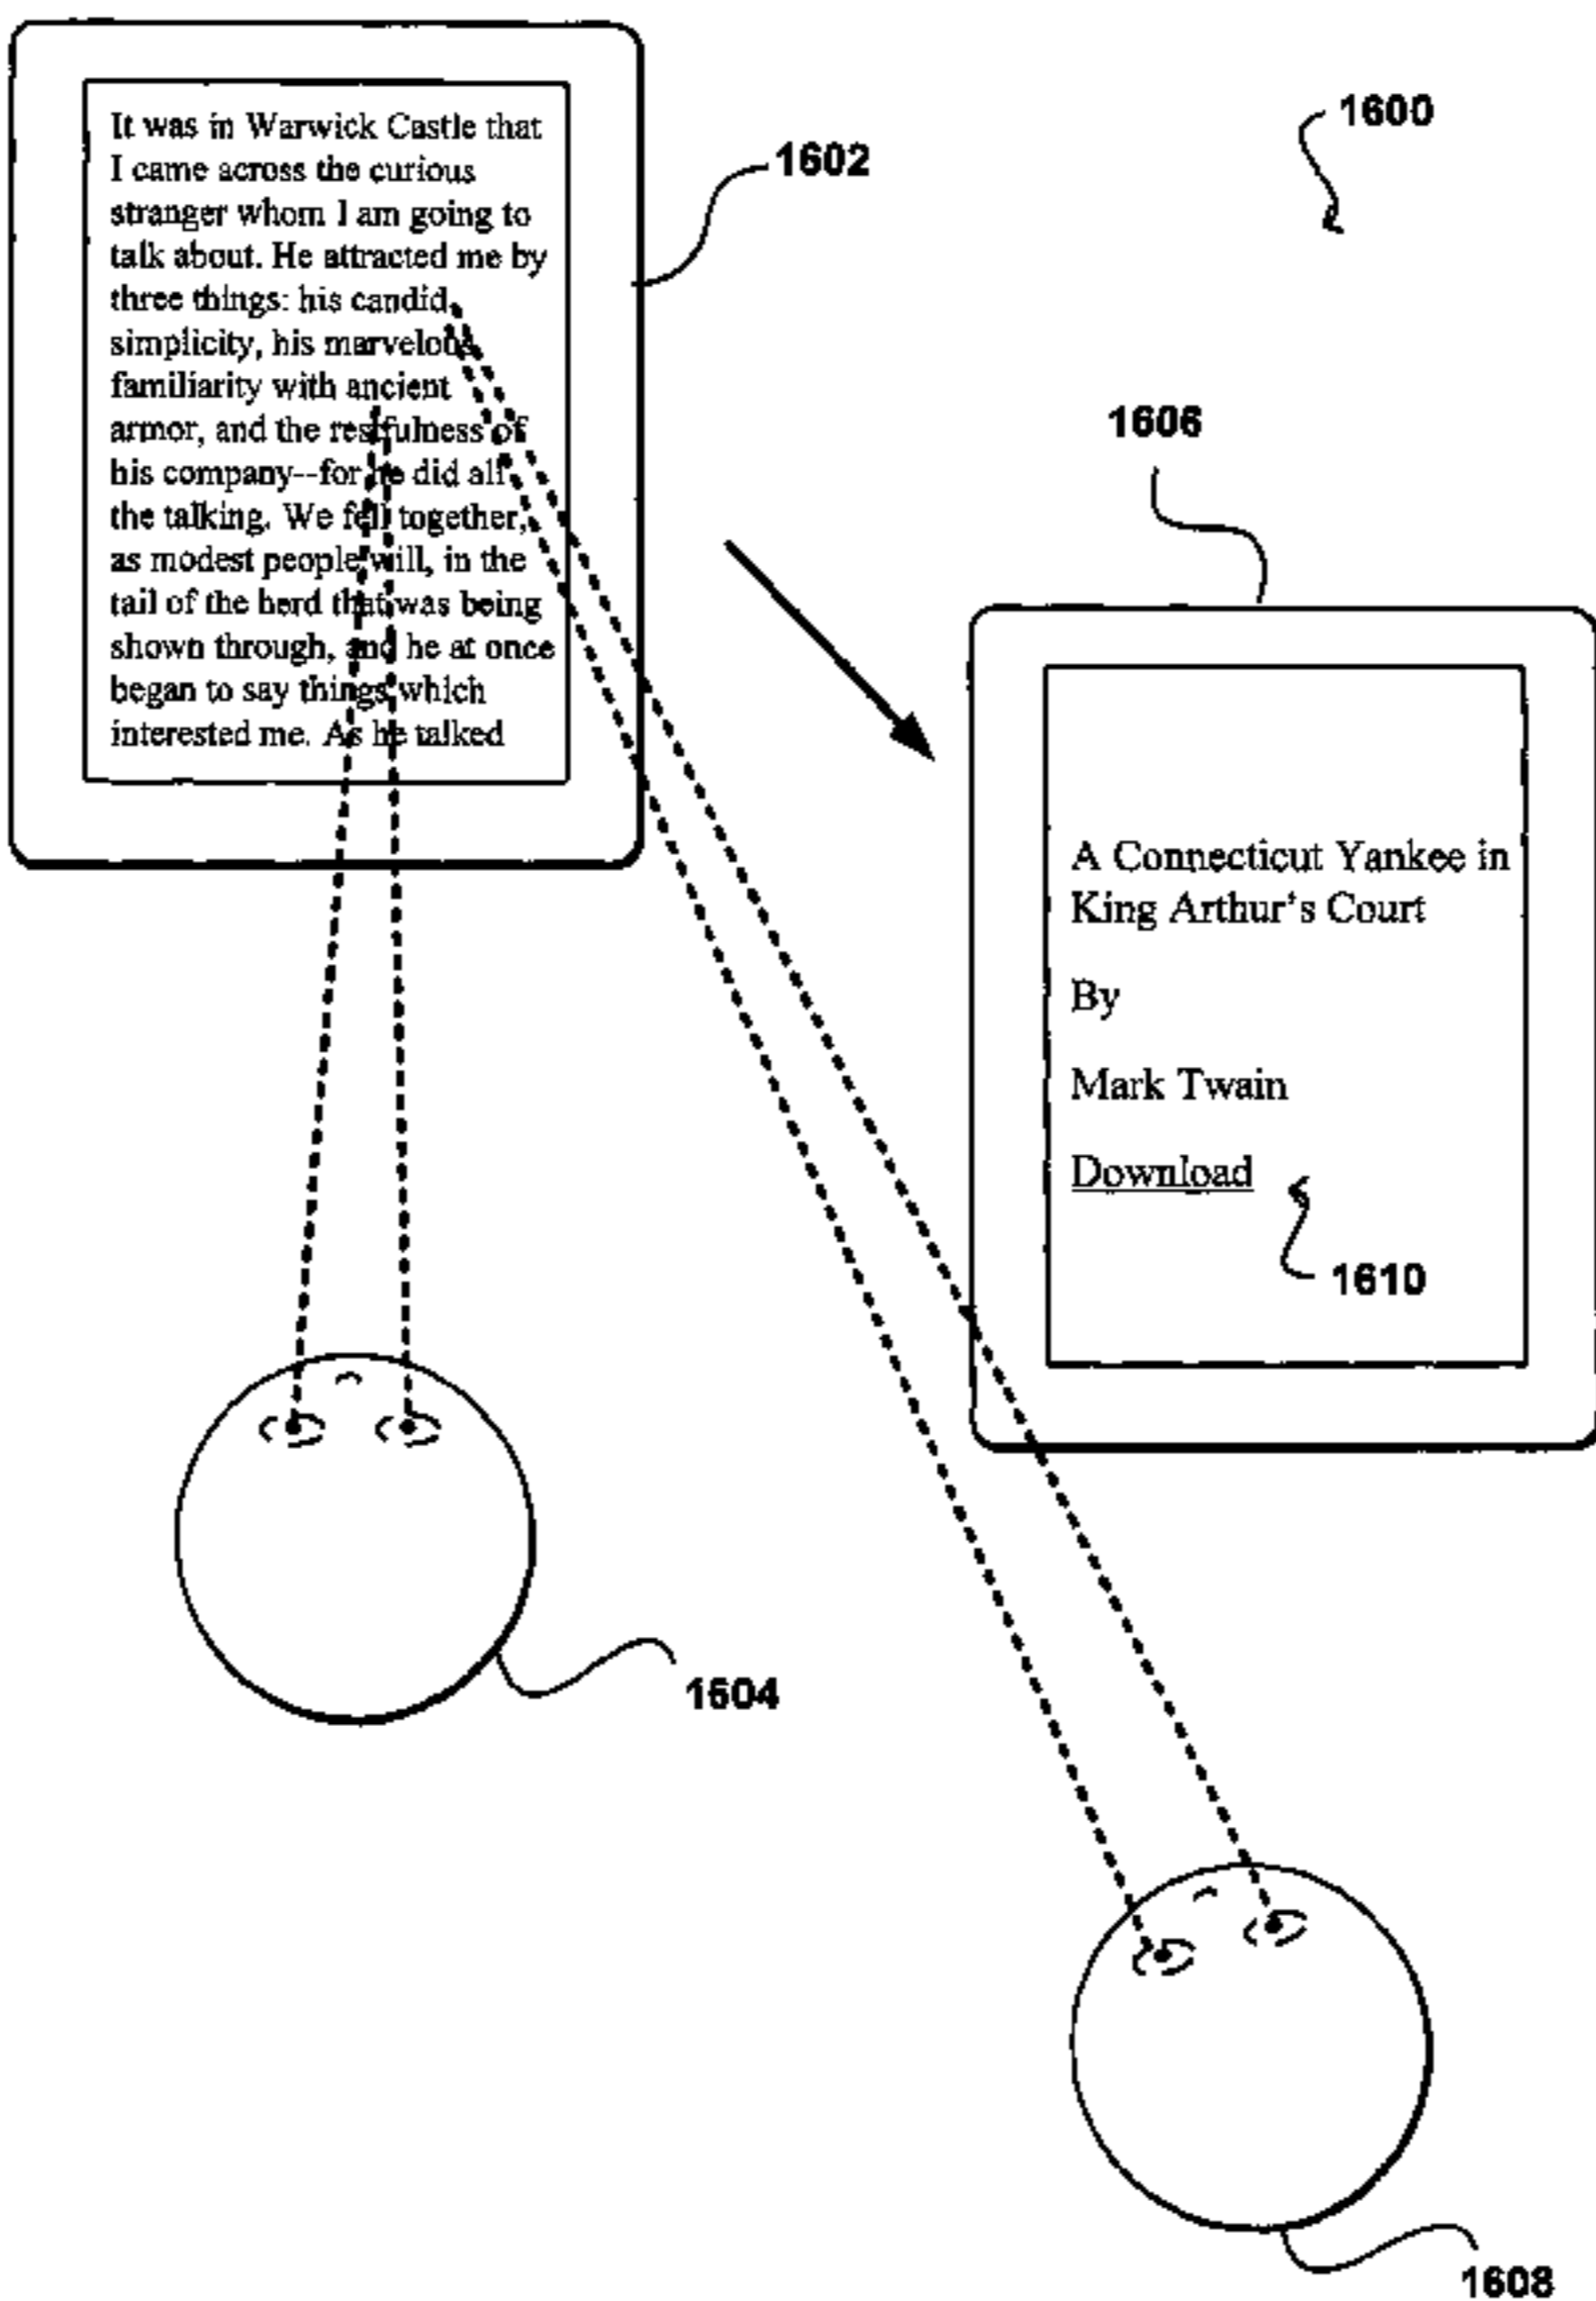 It was in Warwick Castle that
I came across the curious
stranger whom I am going to
talk about. He attracted me by
three things: his candid
simplicity, his marvelous
familiarity with ancient
armor, and the restfulness of
his company--for he did all
the talking. We fell together,
as modest people will, in the
tail of the herd that was being
shown through, and he at once
began to say things which
interested me. As he talked
1602
1600
1606
A Connecticut Yankee in
King Arthur's Court
By
Mark Twain
Download
1610
1604
1608